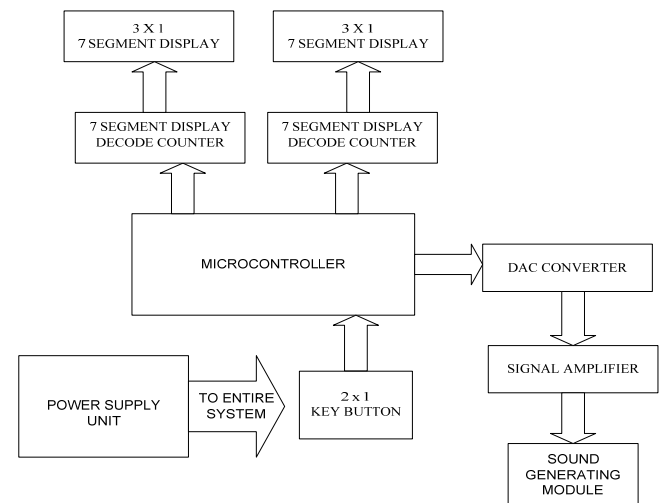 3 X 1
7 SEGMENT DISPLAY
3 X 1
7 SEGMENT DISPLAY
7 SEGMENT DISPLAY
DECODE COUNTER
7 SEGMENT DISPLAY
DECODE COUNTER
MICROCONTROLLER
DAC CONVERTER
SIGNAL AMPLIFIER
POWER SUPPLY
UNIT
TO ENTIRE
SYSTEM
2 x 1
KEY BUTTON
SOUND
GENERATING
MODULE